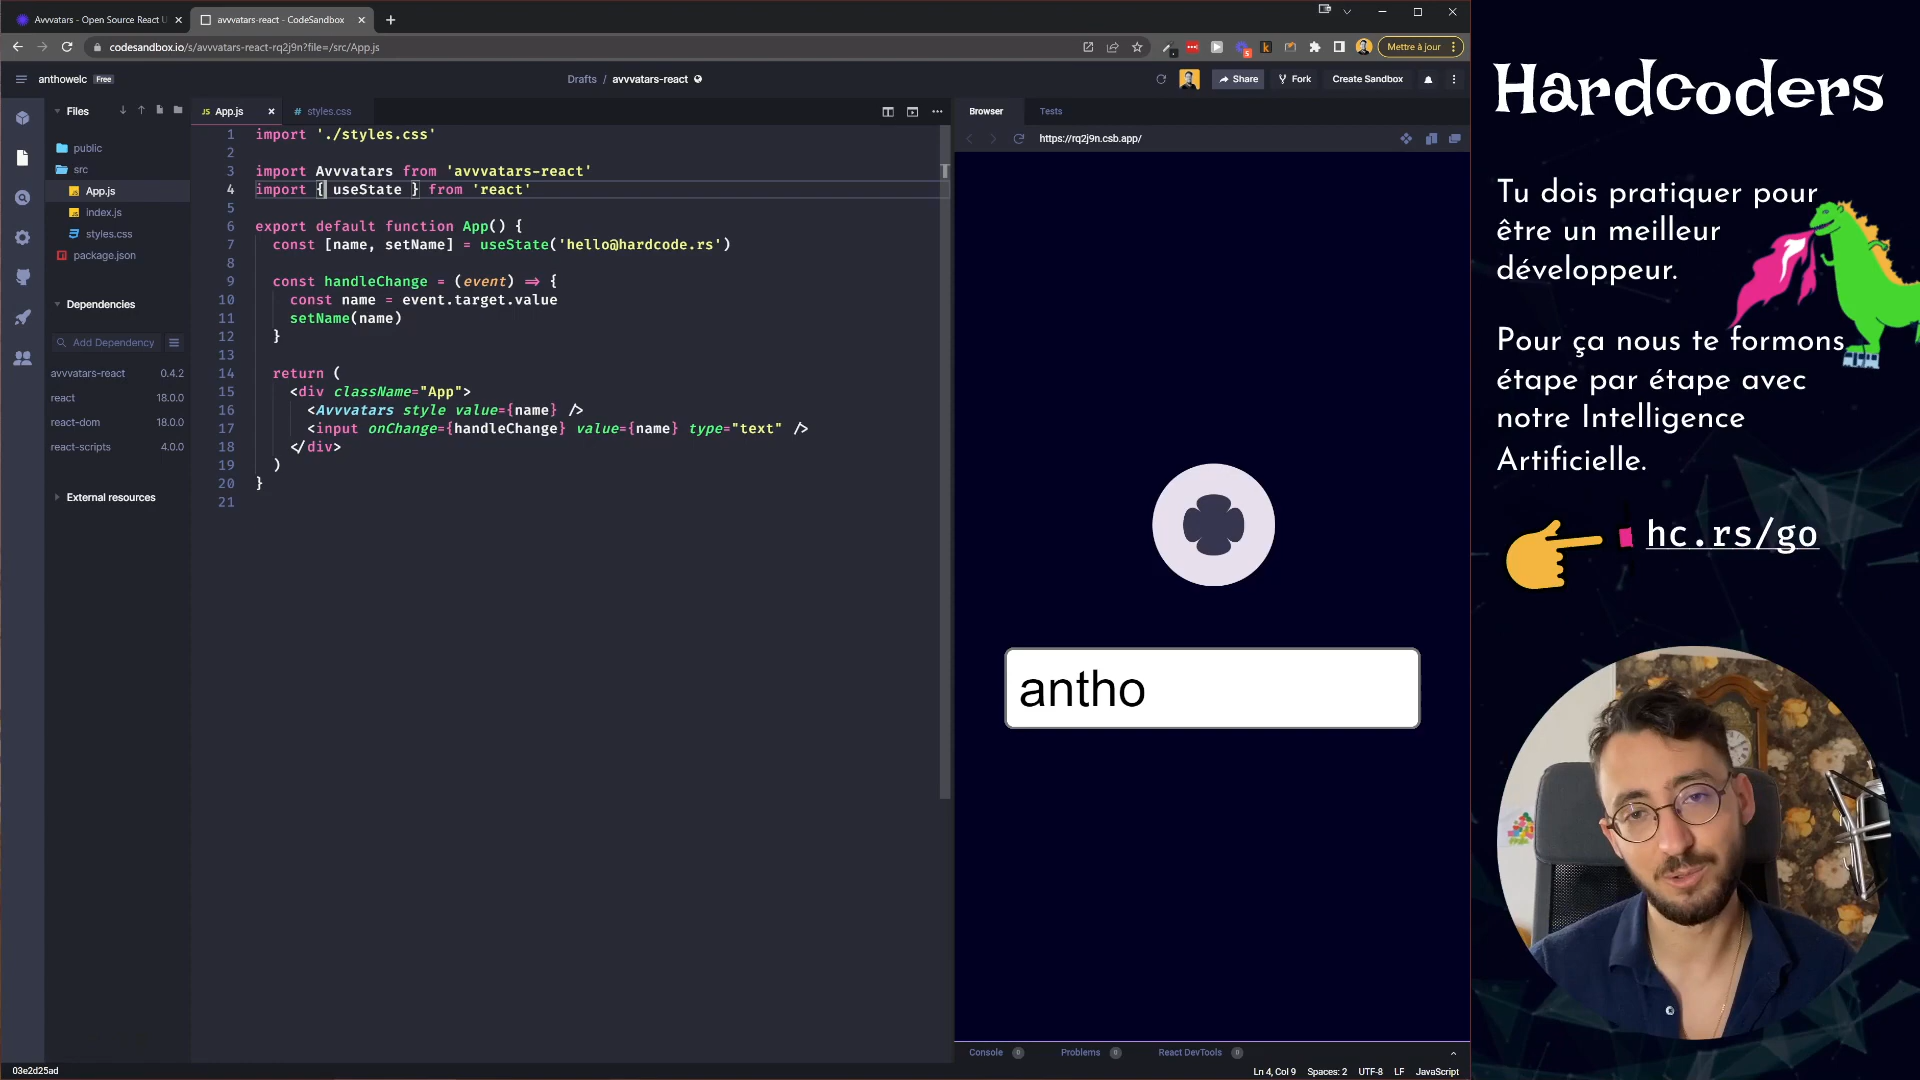 Avvvatars - Open Source React U
avvvatars-react - CodeSandbox
codesandbox.io/s/avvvatars-react-rq2j9n?file=/src/App.js
Mettre à jour
anthowelc Free
Drafts / avvvatars-react
Share
Fork
Create Sandbox
Files
public
src
App.js
index.js
styles.css
package.json
Dependencies
Add Dependency
avvvatars-react 0.4.2
react 18.0.0
react-dom 18.0.0
react-scripts 4.0.0
External resources
JS App.js
# styles.css
1 import './styles.css'
2
3 import Avvvatars from 'avvvatars-react'
4 import { useState } from 'react'
5
6 export default function App() {
7 const [name, setName] = useState('hello@hardcode.rs')
8
9 const handleChange = (event) => {
10 const name = event.target.value
11 setName(name)
12 }
13
14 return (
15 <div className="App">
16 <Avvvatars style value={name} />
17 <input onChange={handleChange} value={name} type="text" />
18 </div>
19 )
20 }
21
Browser
Tests
https://rq2j9n.csb.app/
antho
Console 0
Problems 0
React DevTools 0
03e2d25ad
Ln 4, Col 9 Spaces: 2 UTF-8 LF JavaScript
Hardcoders
Tu dois pratiquer pour
être un meilleur
développeur.
Pour ça nous te formons
étape par étape avec
notre Intelligence
Artificielle.
hc.rs/go